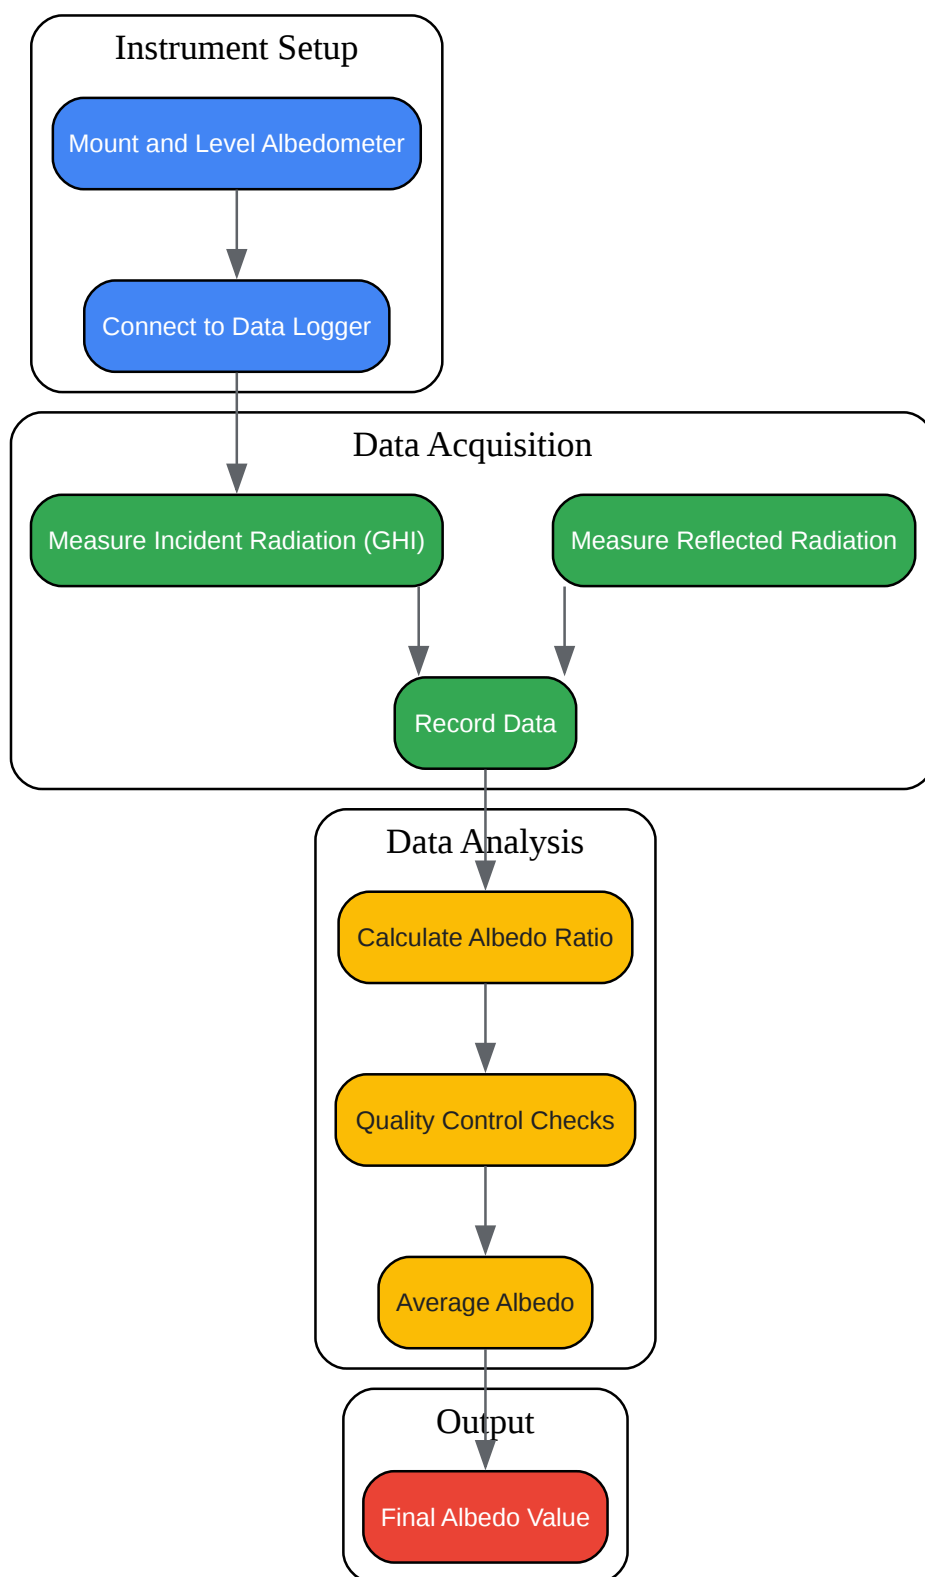 Instrument Setup
Mount and Level Albedometer
Connect to Data Logger
Data Acquisition
Measure Incident Radiation (GHI)
Measure Reflected Radiation
Record Data
Data Analysis
Calculate Albedo Ratio
Quality Control Checks
Average Albedo
Output
Final Albedo Value